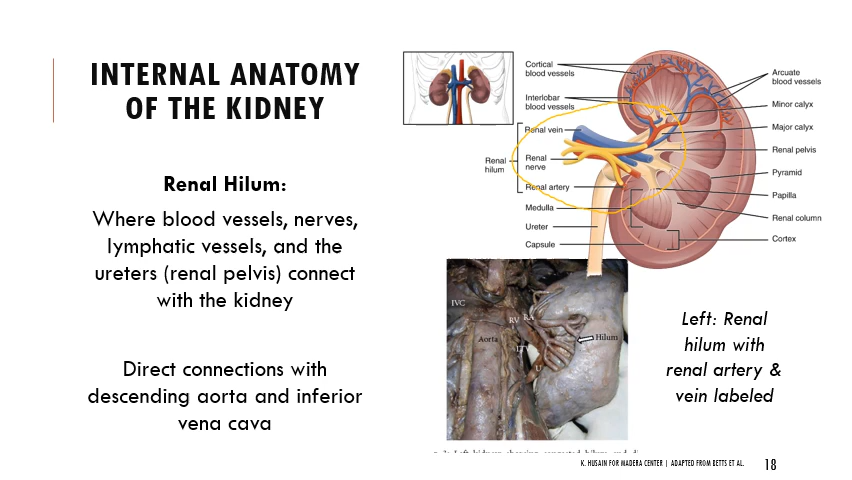 INTERNAL ANATOMY
OF THE KIDNEY
Renal Hilum:
Where blood vessels, nerves,
lymphatic vessels, and the
ureters (renal pelvis) connect
with the kidney
Direct connections with
descending aorta and inferior
vena cava
Cortical
blood vessels
Interlobar
blood vessels
Renal vein
Renal
hilum
Renal
nerve
Renal artery
Medulla
Ureter
Capsule
Arcuate
blood vessels
Minor calyx
Major calyx
Renal pelvis
Pyramid
Papilla
Renal column
Cortex
IVC
RV
RA
Aorta
Hilum
U
Left: Renal
hilum with
renal artery &
vein labeled
K. HUSAIN FOR MADERA CENTER | ADAPTED FROM BETTS ET AL.
18